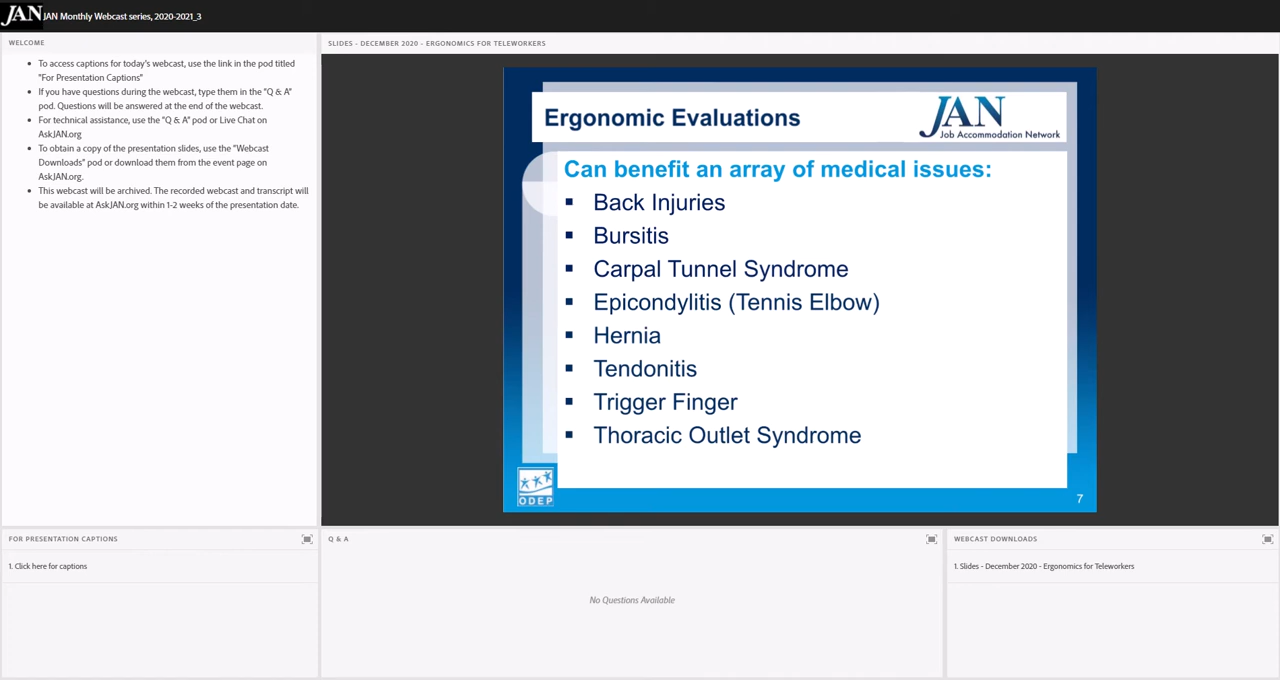 JAN JAN Monthly Webcast series, 2020-2021_3
WELCOME
To access captions for today's webcast, use the link in the pod titled
"For Presentation Captions"
If you have questions during the webcast, type them in the "Q & A"
pod. Questions will be answered at the end of the webcast.
For technical assistance, use the "Q & A" pod or Live Chat on
AskJAN.org
To obtain a copy of the presentation slides, use the "Webcast
Downloads" pod or download them from the event page on
AskJAN.org.
This webcast will be archived. The recorded webcast and transcript will
be available at AskJAN.org within 1-2 weeks of the presentation date.
SLIDES - DECEMBER 2020 - ERGONOMICS FOR TELEWORKERS
Ergonomic Evaluations
JAN
Job Accommodation Network
Can benefit an array of medical issues:
Back Injuries
Bursitis
Carpal Tunnel Syndrome
Epicondylitis (Tennis Elbow)
Hernia
Tendonitis
Trigger Finger
Thoracic Outlet Syndrome
ODEP
7
FOR PRESENTATION CAPTIONS
1. Click here for captions
Q & A
No Questions Available
WEBCAST DOWNLOADS
1. Slides - December 2020 - Ergonomics for Teleworkers